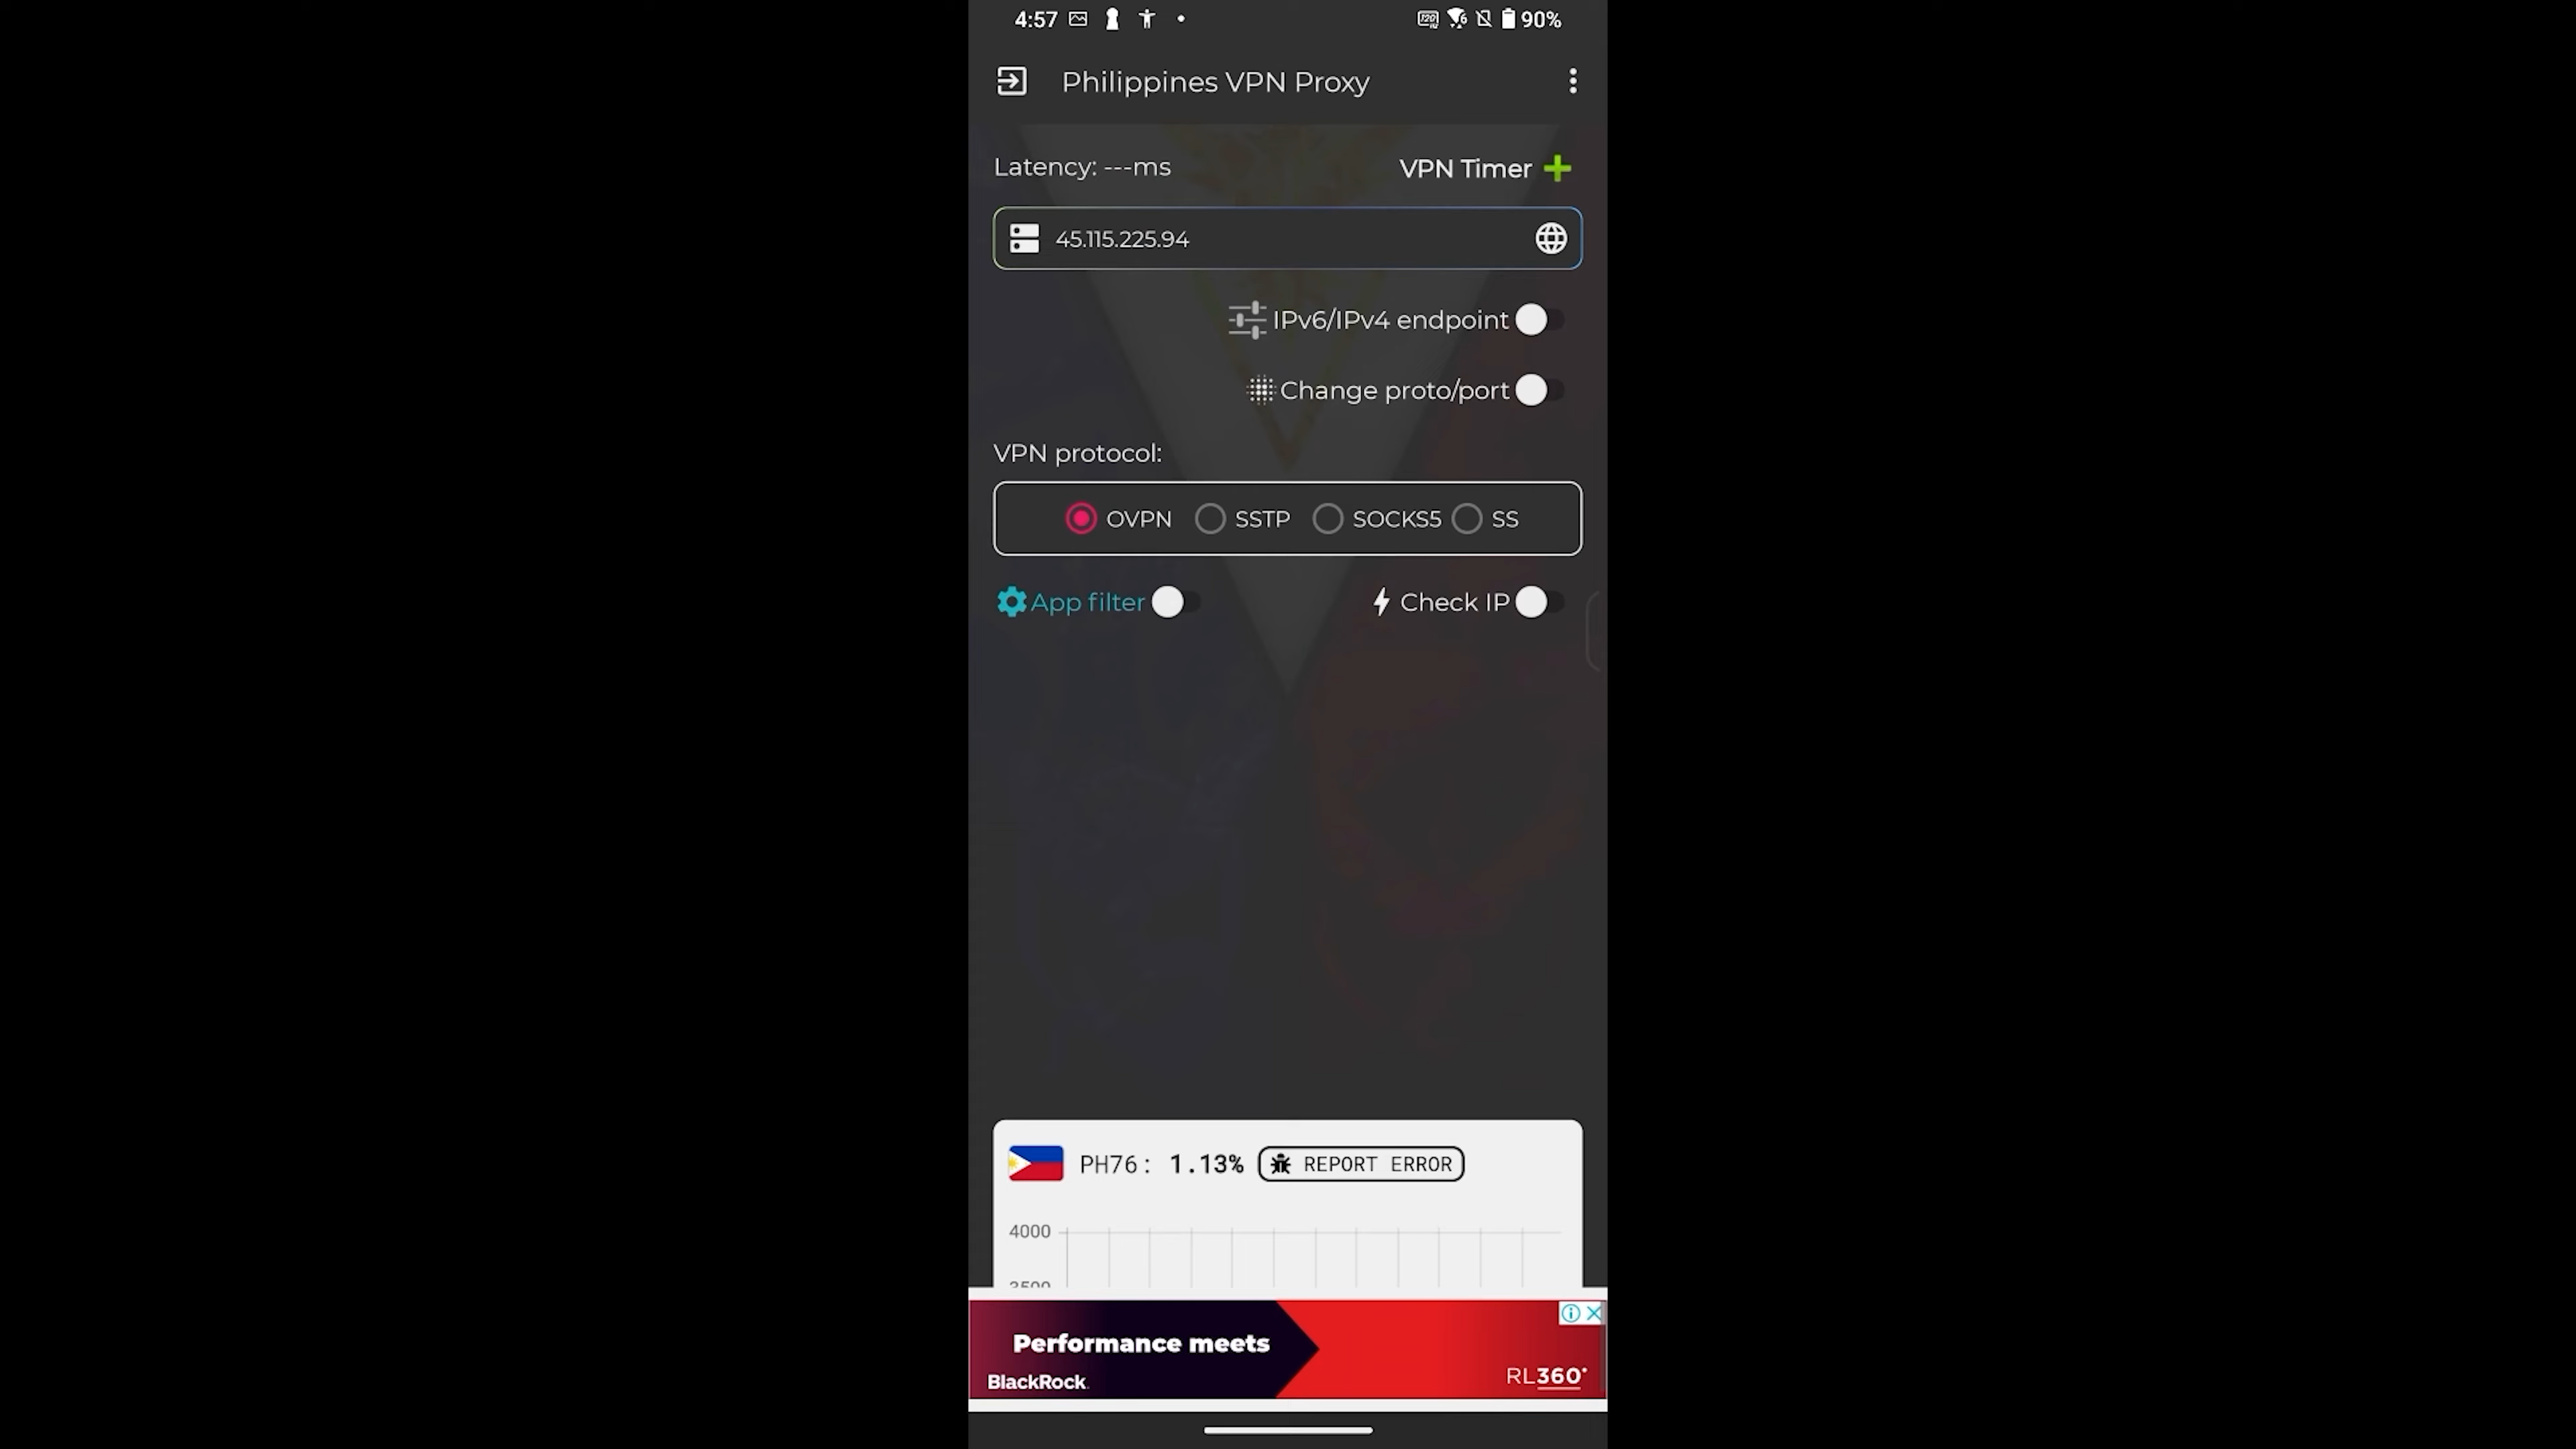 4:57
90%
Philippines VPN Proxy
Latency: ---ms
VPN Timer
45.115.225.94
IPv6/IPv4 endpoint
Change proto/port
VPN protocol:
OVPN SSTP SOCKS5 SS
App filter
Check IP
PH76: 1.13% REPORT ERROR
4000
3500
Performance meets
BlackRock.
RL360°